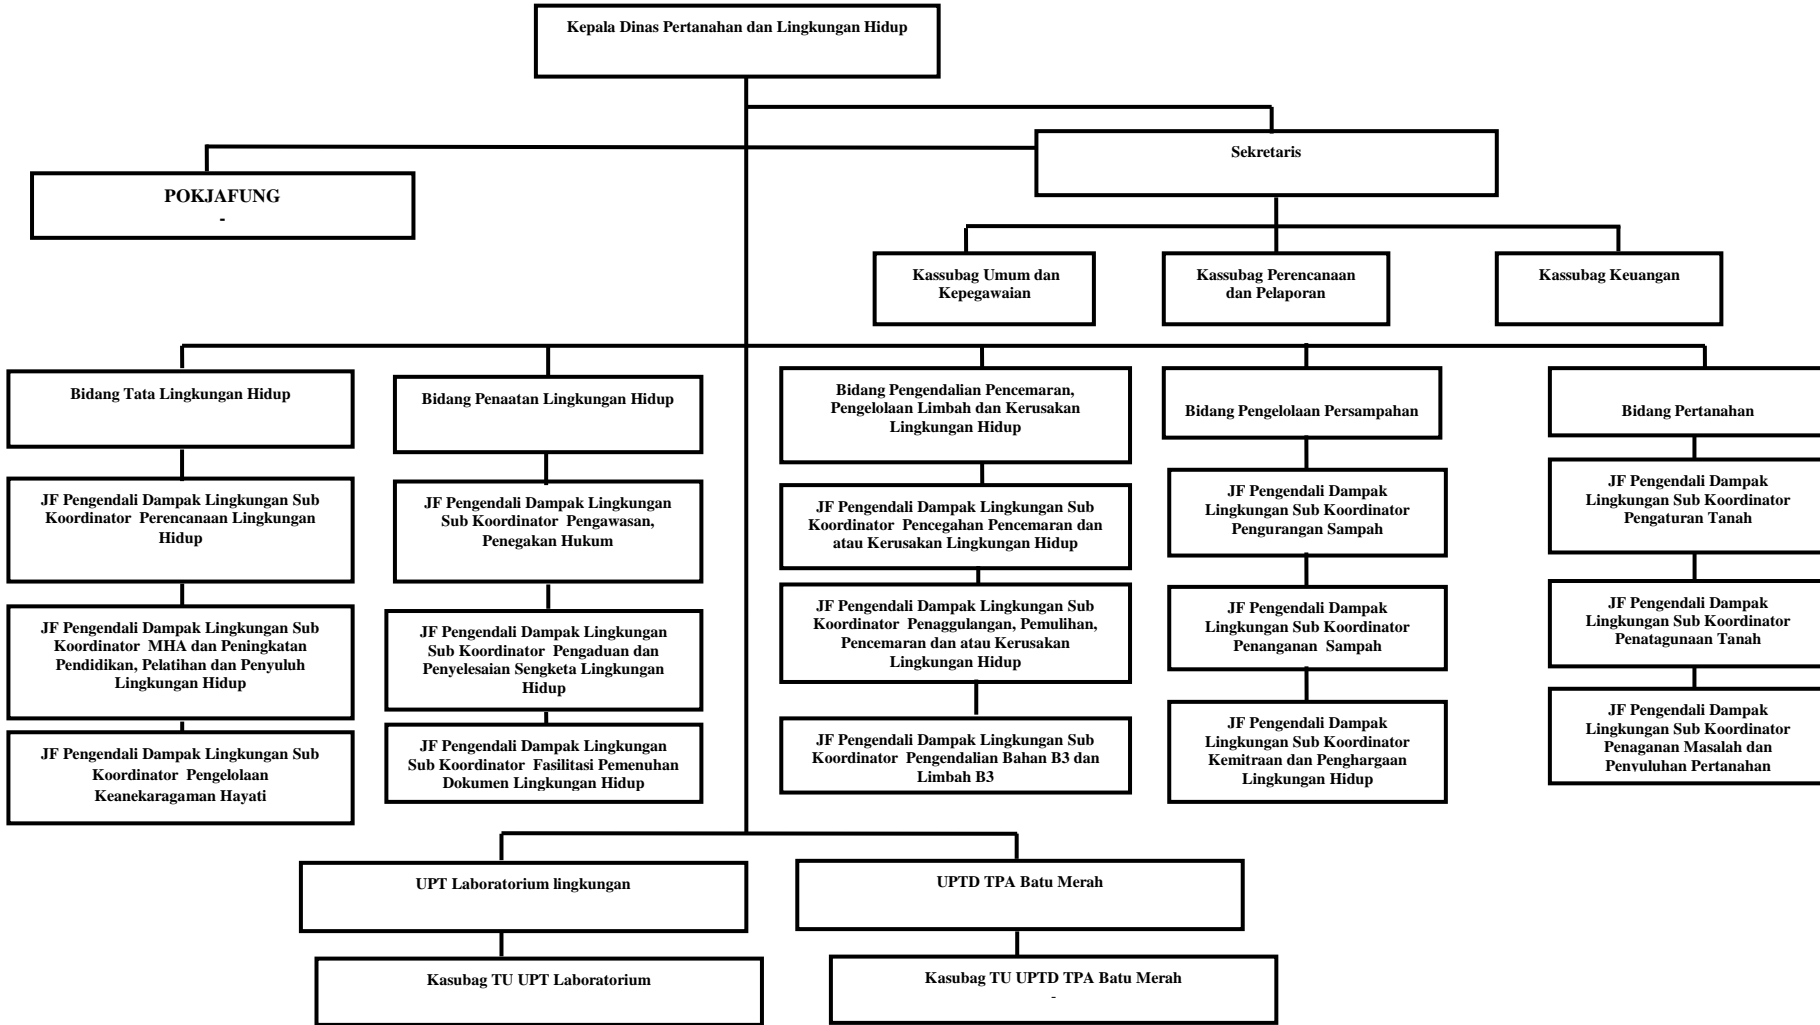 Kepala Dinas Pertanahan dan Lingkungan Hidup
Sekretaris
POKJAFUNG
-
Kassubag Umum dan
Kepegawaian
Kassubag Perencanaan
dan Pelaporan
Kassubag Keuangan
Bidang Tata Lingkungan Hidup
JF Pengendali Dampak Lingkungan Sub
Koordinator Perencanaan Lingkungan
Hidup
JF Pengendali Dampak Lingkungan Sub
Koordinator MHA dan Peningkatan
Pendidikan, Pelatihan dan Penyuluh
Lingkungan Hidup
JF Pengendali Dampak Lingkungan Sub
Koordinator Pengelolaan
Keanekaragaman Hayati
Bidang Penaatan Lingkungan Hidup
JF Pengendali Dampak Lingkungan
Sub Koordinator Pengawasan,
Penegakan Hukum
JF Pengendali Dampak Lingkungan
Sub Koordinator Pengaduan dan
Penyelesaian Sengketa Lingkungan
Hidup
JF Pengendali Dampak Lingkungan
Sub Koordinator Fasilitasi Pemenuhan
Dokumen Lingkungan Hidup
Bidang Pengendalian Pencemaran,
Pengelolaan Limbah dan Kerusakan
Lingkungan Hidup
JF Pengendali Dampak Lingkungan Sub
Koordinator Pencegahan Pencemaran dan
atau Kerusakan Lingkungan Hidup
JF Pengendali Dampak Lingkungan Sub
Koordinator Penaggulangan, Pemulihan,
Pencemaran dan atau Kerusakan
Lingkungan Hidup
JF Pengendali Dampak Lingkungan Sub
Koordinator Pengendalian Bahan B3 dan
Limbah B3
Bidang Pengelolaan Persampahan
JF Pengendali Dampak
Lingkungan Sub Koordinator
Pengurangan Sampah
JF Pengendali Dampak
Lingkungan Sub Koordinator
Penanganan Sampah
JF Pengendali Dampak
Lingkungan Sub Koordinator
Kemitraan dan Penghargaan
Lingkungan Hidup
Bidang Pertanahan
JF Pengendali Dampak
Lingkungan Sub Koordinator
Pengaturan Tanah
JF Pengendali Dampak
Lingkungan Sub Koordinator
Penatagunaan Tanah
JF Pengendali Dampak
Lingkungan Sub Koordinator
Penaganan Masalah dan
Penyuluhan Pertanahan
UPT Laboratorium lingkungan
UPTD TPA Batu Merah
Kasubag TU UPT Laboratorium
Kasubag TU UPTD TPA Batu Merah
-